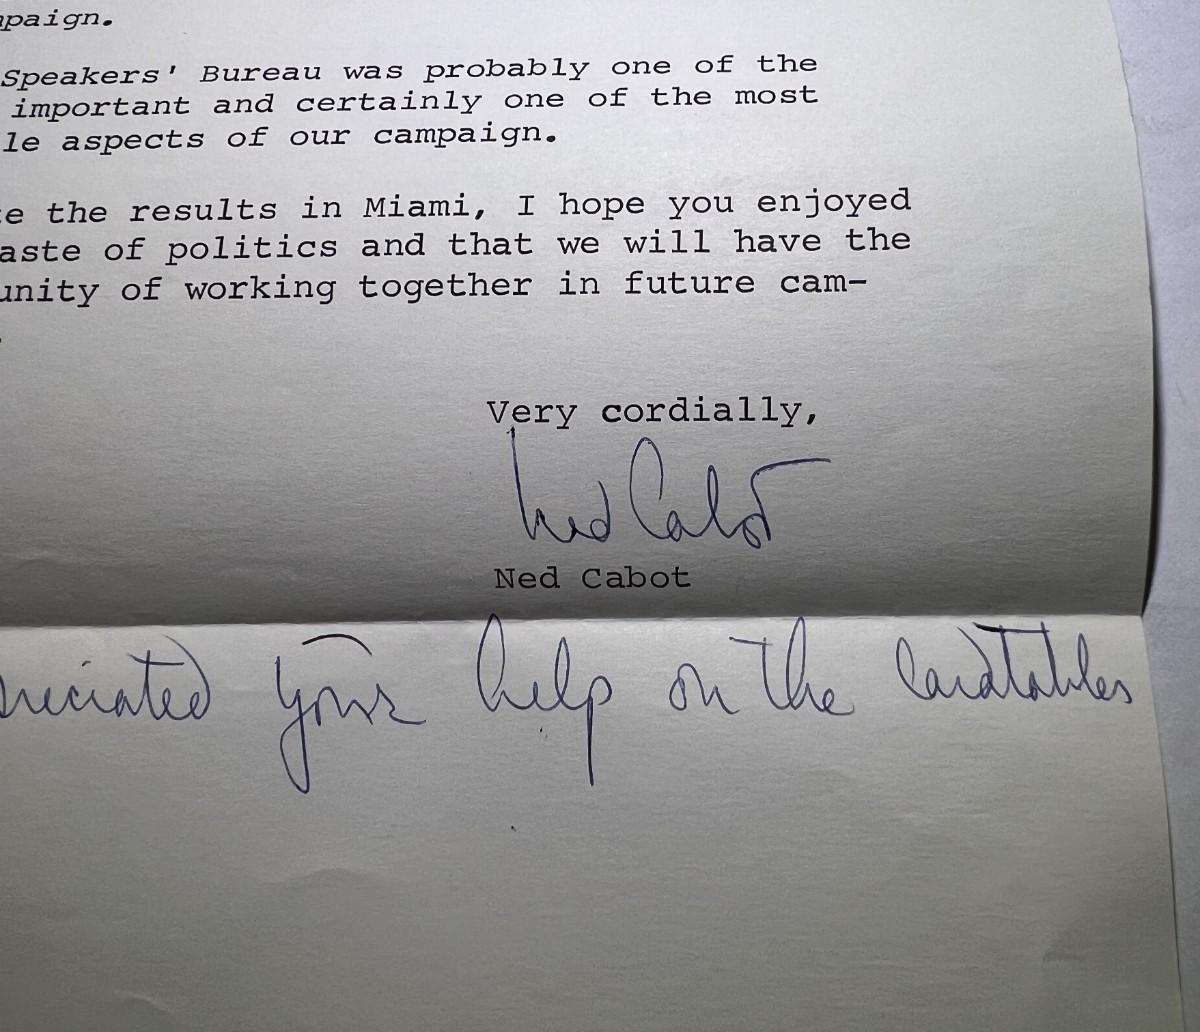 paign.
Speakers' Bureau was probably one of the
important and certainly one of the most
le aspects of our campaign.
e the results in Miami, I hope you enjoyed
aste of politics and that we will have the
unity of working together in future cam-
.
Very cordially,
Ned Cabot
Ned Cabot
preciated your help on the cardtables